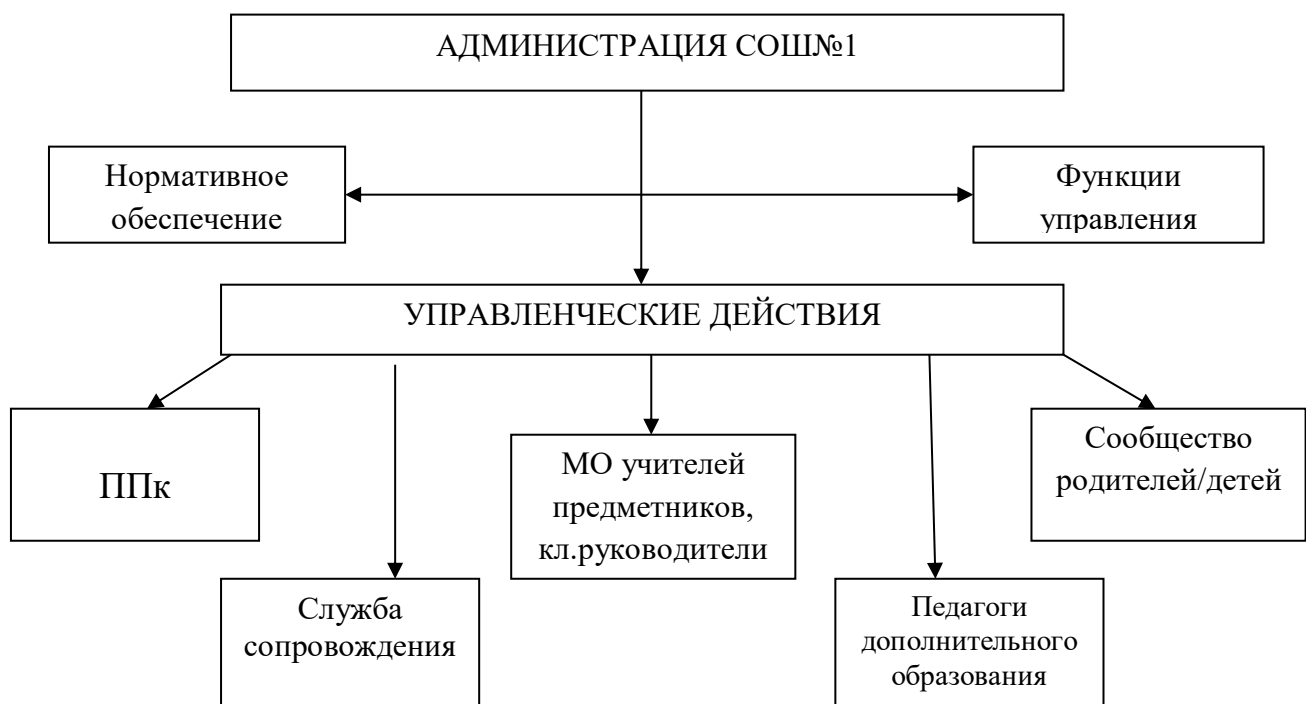 АДМИНИСТРАЦИЯ СОШ№1
Нормативное
обеспечение
Функции
управления
УПРАВЛЕНЧЕСКИЕ ДЕЙСТВИЯ
ППк
Служба
сопровождения
МО учителей
предметников,
кл.руководители
Педагоги
дополнительного
образования
Сообщество
родителей/детей